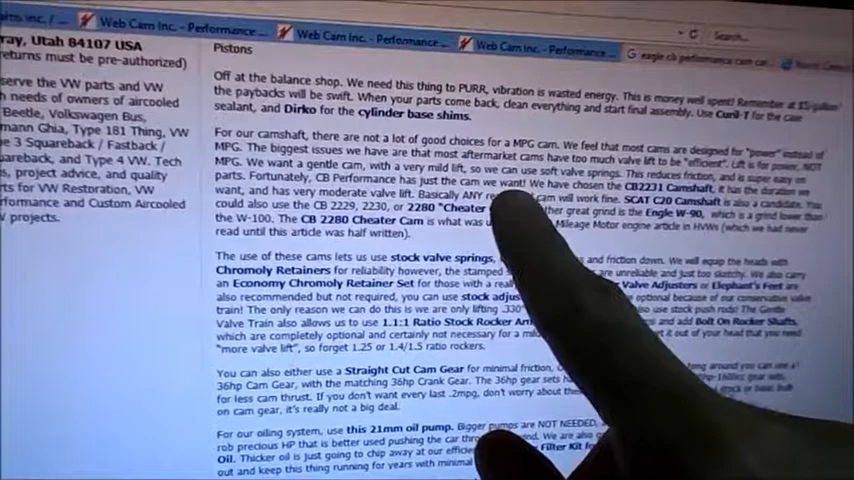 Web Cam Inc. - Performance...
Web Cam Inc. - Performance,...
Web Cam Inc. - Performance...
eagle cb performance cam car...
Search...
ray, Utah 84107 USA
returns must be pre-authorized)
serve the VW parts and VW
h needs of owners of aircooled
Beetle, Volkswagen Bus,
mann Ghia, Type 181 Thing, VW
e 3 Squareback / Fastback /
areback, and Type 4 VW. Tech
s, project advice, and quality
rts for VW Restoration, VW
rformance and Custom Aircooled
W projects.
Pistons
Off at the balance shop. We need this thing to PURR, vibration is wasted energy. This is money well spent! Remember at $5/gallon
the paybacks will be swift. When your parts come back, clean everything and start final assembly. Use Curil-T for the case
sealant, and Dirko for the cylinder base shims.
For our camshaft, there are not a lot of good choices for a MPG cam. We feel that most cams are designed for "power" instead of
MPG. The biggest issues we have are that most aftermarket cams have too much valve lift to be "efficient". Lift is for power, NOT
MPG. We want a gentle cam, with a very mild lift, so we can use soft valve springs. This reduces friction, and is super easy on
parts. Fortunately, CB Performance has just the cam we want! We have chosen the CB2231 Camshaft, it has the duration we
want, and has very moderate valve lift. Basically ANY cam will work fine. SCAT C20 Camshaft is also a candidate. You
could also use the CB 2229, 2230, or 2280 "Cheater other great grind is the Engle W-90, which is a grind lower than
the W-100. The CB 2280 Cheater Cam is what was Mileage Motor engine article in HVWs (which we had never
read until this article was half written).
The use of these cams lets us use stock valve springs, and friction down. We will equip the heads with
Chromoly Retainers for reliability however, the stamped are unreliable and just too sketchy. We also carry
an Economy Chromoly Retainer Set for those with a Valve Adjusters or Elephant's Feet are
also recommended but not required, you can use stock optional because of our conservative valve
train! The only reason we can do this is we are only lifting .330 stock push rods! The Gentle
Valve Train also allows us to use 1.1:1 Ratio Stock Rocker and add Bolt On Rocker Shafts,
which are completely optional and certainly not necessary for a it out of your head that you need
"more valve lift", so forget 1.25 or 1.4/1.5 ratio rockers.
You can also either use a Straight Cut Cam Gear for minimal friction, along around you can use a
36hp Cam Gear, with the matching 36hp Crank Gear. The 36hp gear sets
for less cam thrust. If you don't want every last .2mpg, don't worry about
on cam gear, it's really not a big deal.
For our oiling system, use this 21mm oil pump. Bigger pumps are NOT NEEDED,
rob precious HP that is better used pushing the car We are also
Oil. Thicker oil is just going to chip away at our Filter Kit
out and keep this thing running for years with minimal